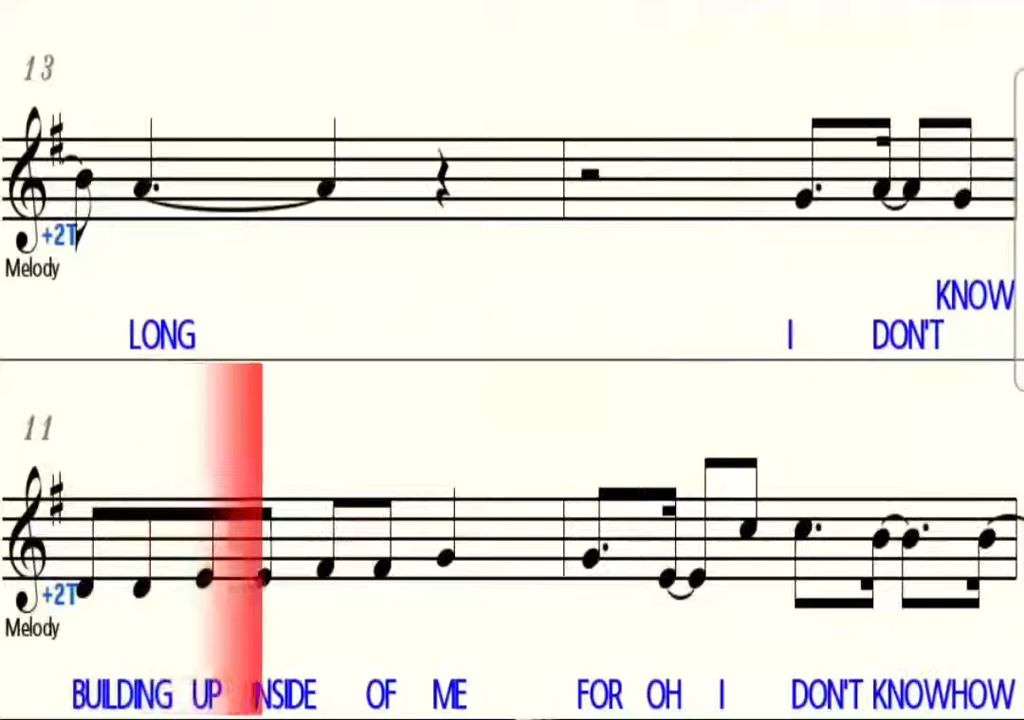 13
+2T
Melody
KNOW
LONG I DON'T
11
+2T
Melody
BUILDING UP INSIDE OF ME FOR OH I DON'T KNOWHOW